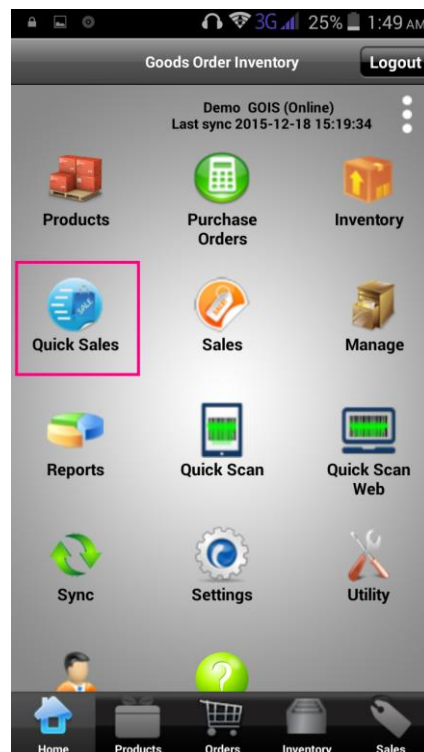 3G 25% 1:49 AM
Goods Order Inventory Logout
Demo GOIS (Online)
Last sync 2015-12-18 15:19:34
Products Purchase Orders Inventory
SALE SALE
Quick Sales Sales Manage
Reports Quick Scan Quick Scan Web
Sync Settings Utility
Home Products Orders Inventory Sales